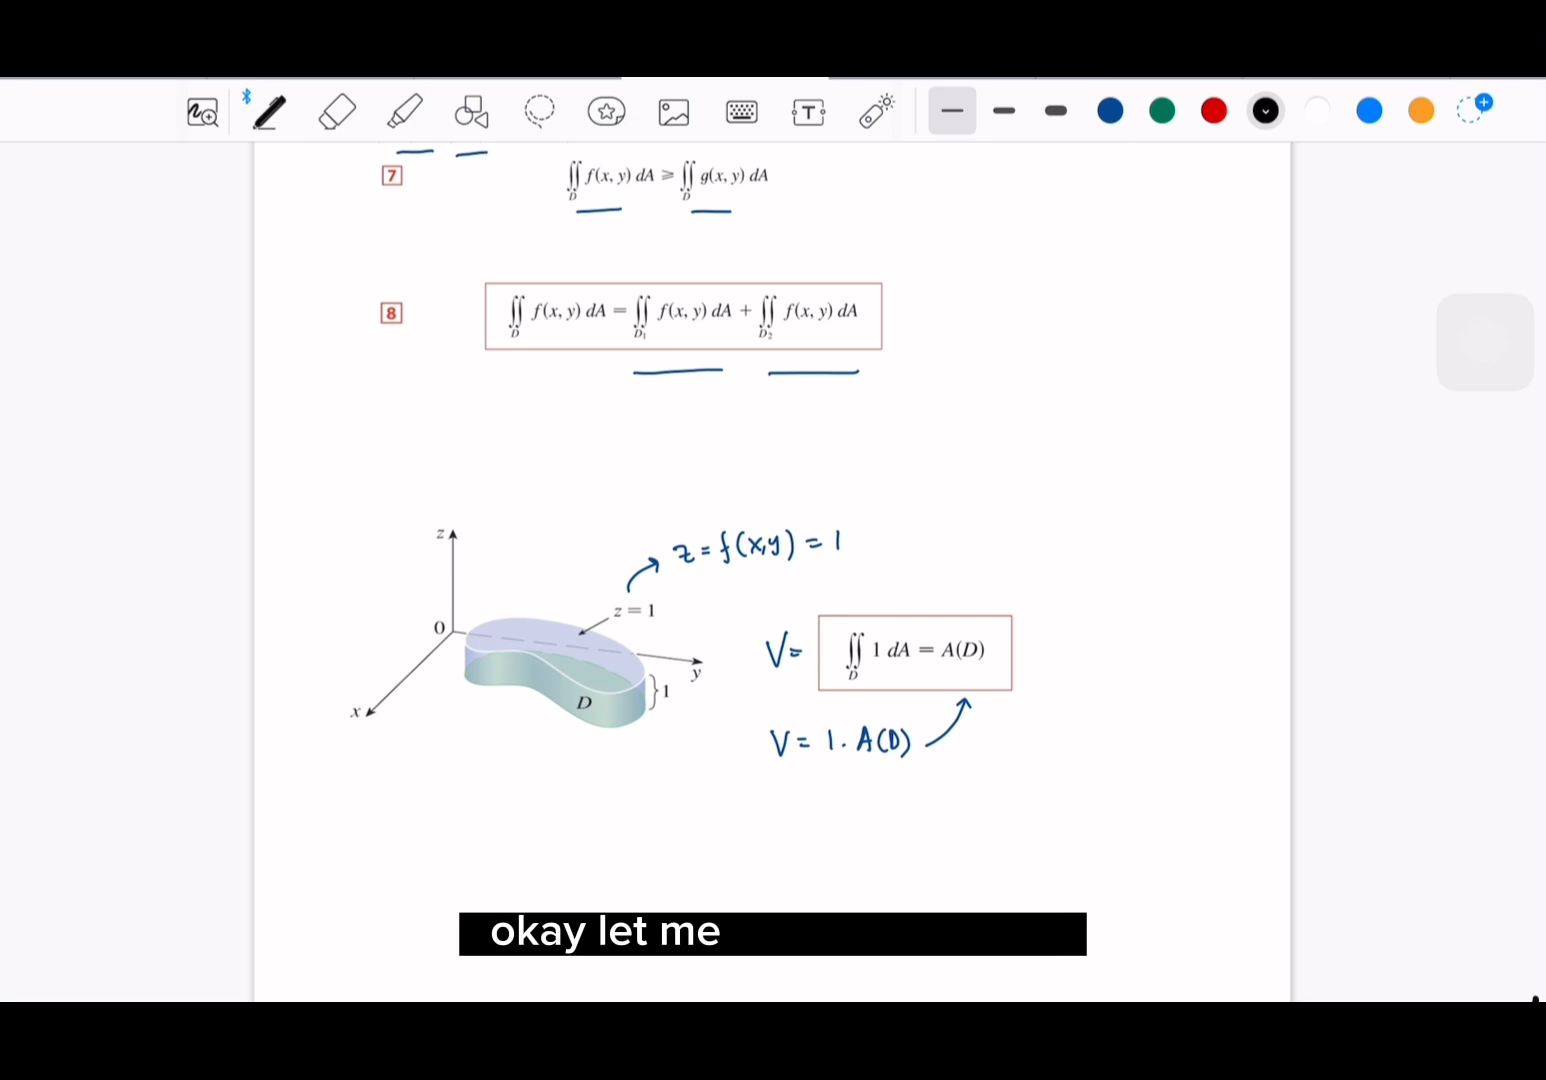 7 ∬_D f(x, y) dA ⩾ ∬_D g(x, y) dA
8 ∬_D f(x, y) dA = ∬_{D₁} f(x, y) dA + ∬_{D₂} f(x, y) dA
z = f(x,y) = 1
z
z = 1
0
V = ∬_D 1 dA = A(D)
y
1
D
x
V = 1 · A(D)
okay let me
T